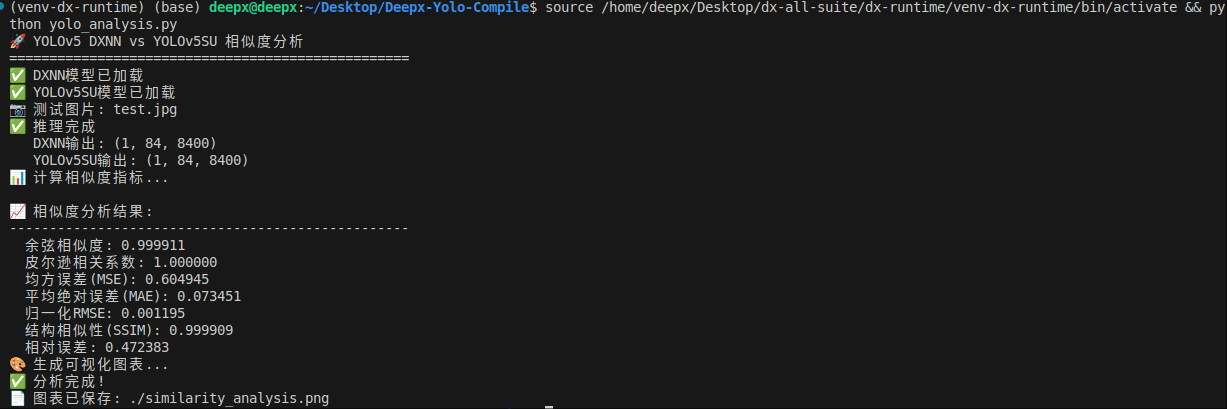 (venv-dx-runtime) (base) deepx@deepx:~/Desktop/Deepx-Yolo-Compile$ source /home/deepx/Desktop/dx-all-suite/dx-runtime/venv-dx-runtime/bin/activate && py
thon yolo_analysis.py
🚀 YOLOv5 DXNN vs YOLOv5SU 相似度分析
==================================================
✅ DXNN模型已加载
✅ YOLOv5SU模型已加载
📷 测试图片: test.jpg
✅ 推理完成
DXNN输出: (1, 84, 8400)
YOLOv5SU输出: (1, 84, 8400)
📊 计算相似度指标...
📈 相似度分析结果:
--------------------------------------------------
余弦相似度: 0.999911
皮尔逊相关系数: 1.000000
均方误差(MSE): 0.604945
平均绝对误差(MAE): 0.073451
归一化RMSE: 0.001195
结构相似性(SSIM): 0.999909
相对误差: 0.472383
🎨 生成可视化图表...
✅ 分析完成!
📄 图表已保存: ./similarity_analysis.png